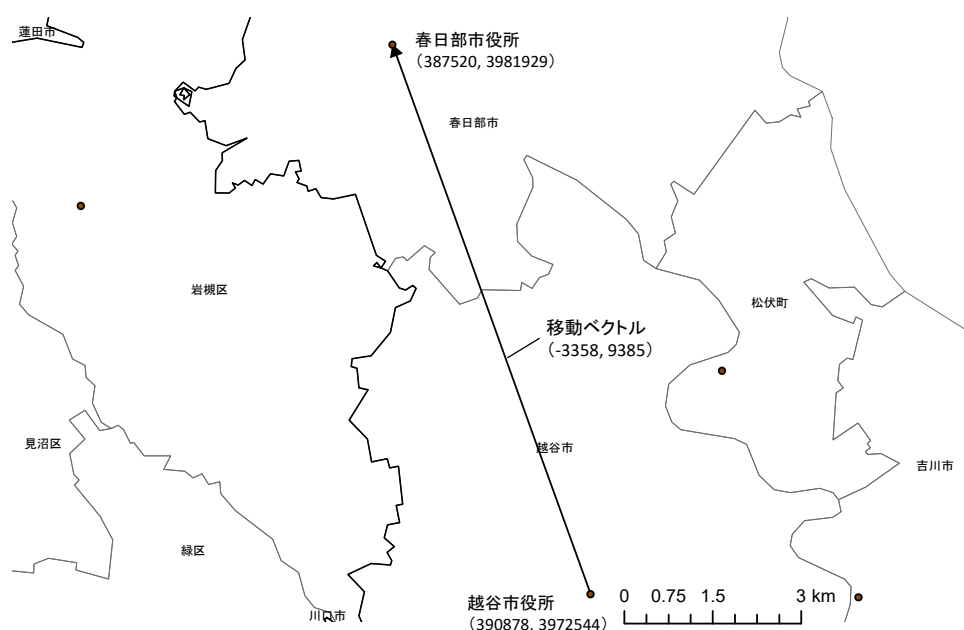 蓮田市
春日部市役所
(387520, 3981929)
春日部市
岩槻区
松伏町
移動ベクトル
(-3358, 9385)
見沼区
越谷市
吉川市
緑区
越谷市役所
(390878, 3972544)
0 0.75 1.5 3 km
川口市